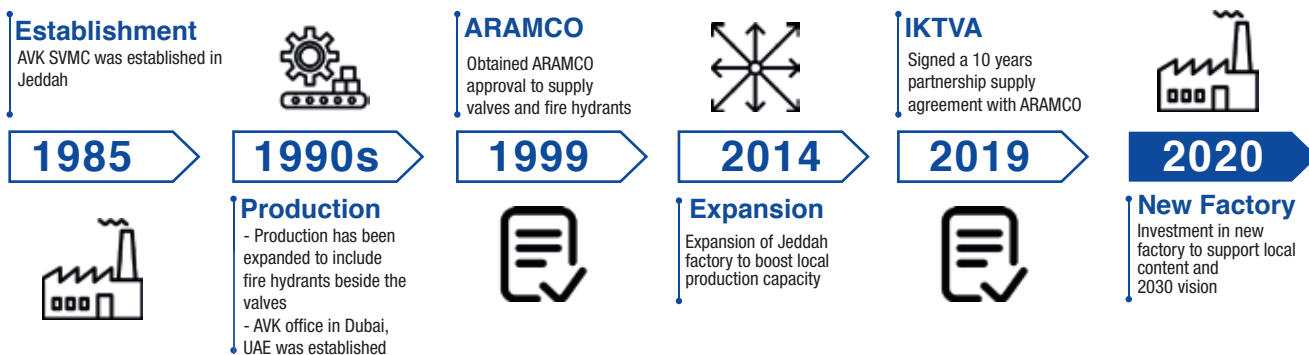 Establishment
AVK SVMC was established in
Jeddah
1985
1990s
Production
- Production has been
expanded to include
fire hydrants beside the
valves
- AVK office in Dubai,
UAE was established
ARAMCO
Obtained ARAMCO
approval to supply
valves and fire hydrants
1999
2014
Expansion
Expansion of Jeddah
factory to boost local
production capacity
IKTVA
Signed a 10 years
partnership supply
agreement with ARAMCO
2019
2020
New Factory
Investment in new
factory to support local
content and
2030 vision